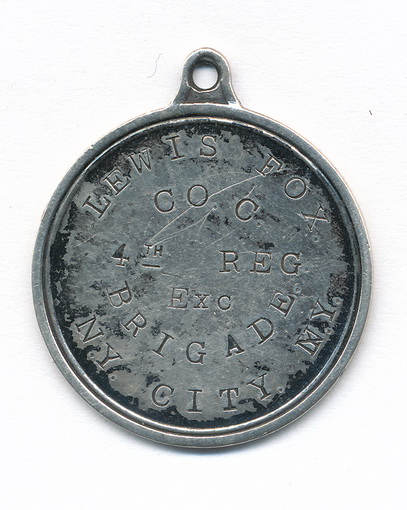 LEWIS FOX
CO. C
4TH REG
Exc
BRIGADE
NY. CITY. NY.